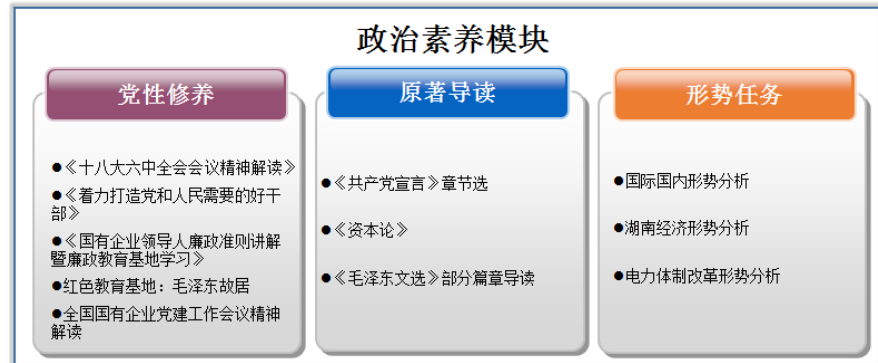 政治素养模块
党性修养
●《十八大六中全会会议精神解读》
●《着力打造党和人民需要的好干
部》
●《国有企业领导人廉政准则讲解
暨廉政教育基地学习》
●红色教育基地：毛泽东故居
●全国国有企业党建工作会议精神
解读
原著导读
●《共产党宣言》章节选
●《资本论》
●《毛泽东文选》部分篇章导读
形势任务
●国际国内形势分析
●湖南经济形势分析
●电力体制改革形势分析